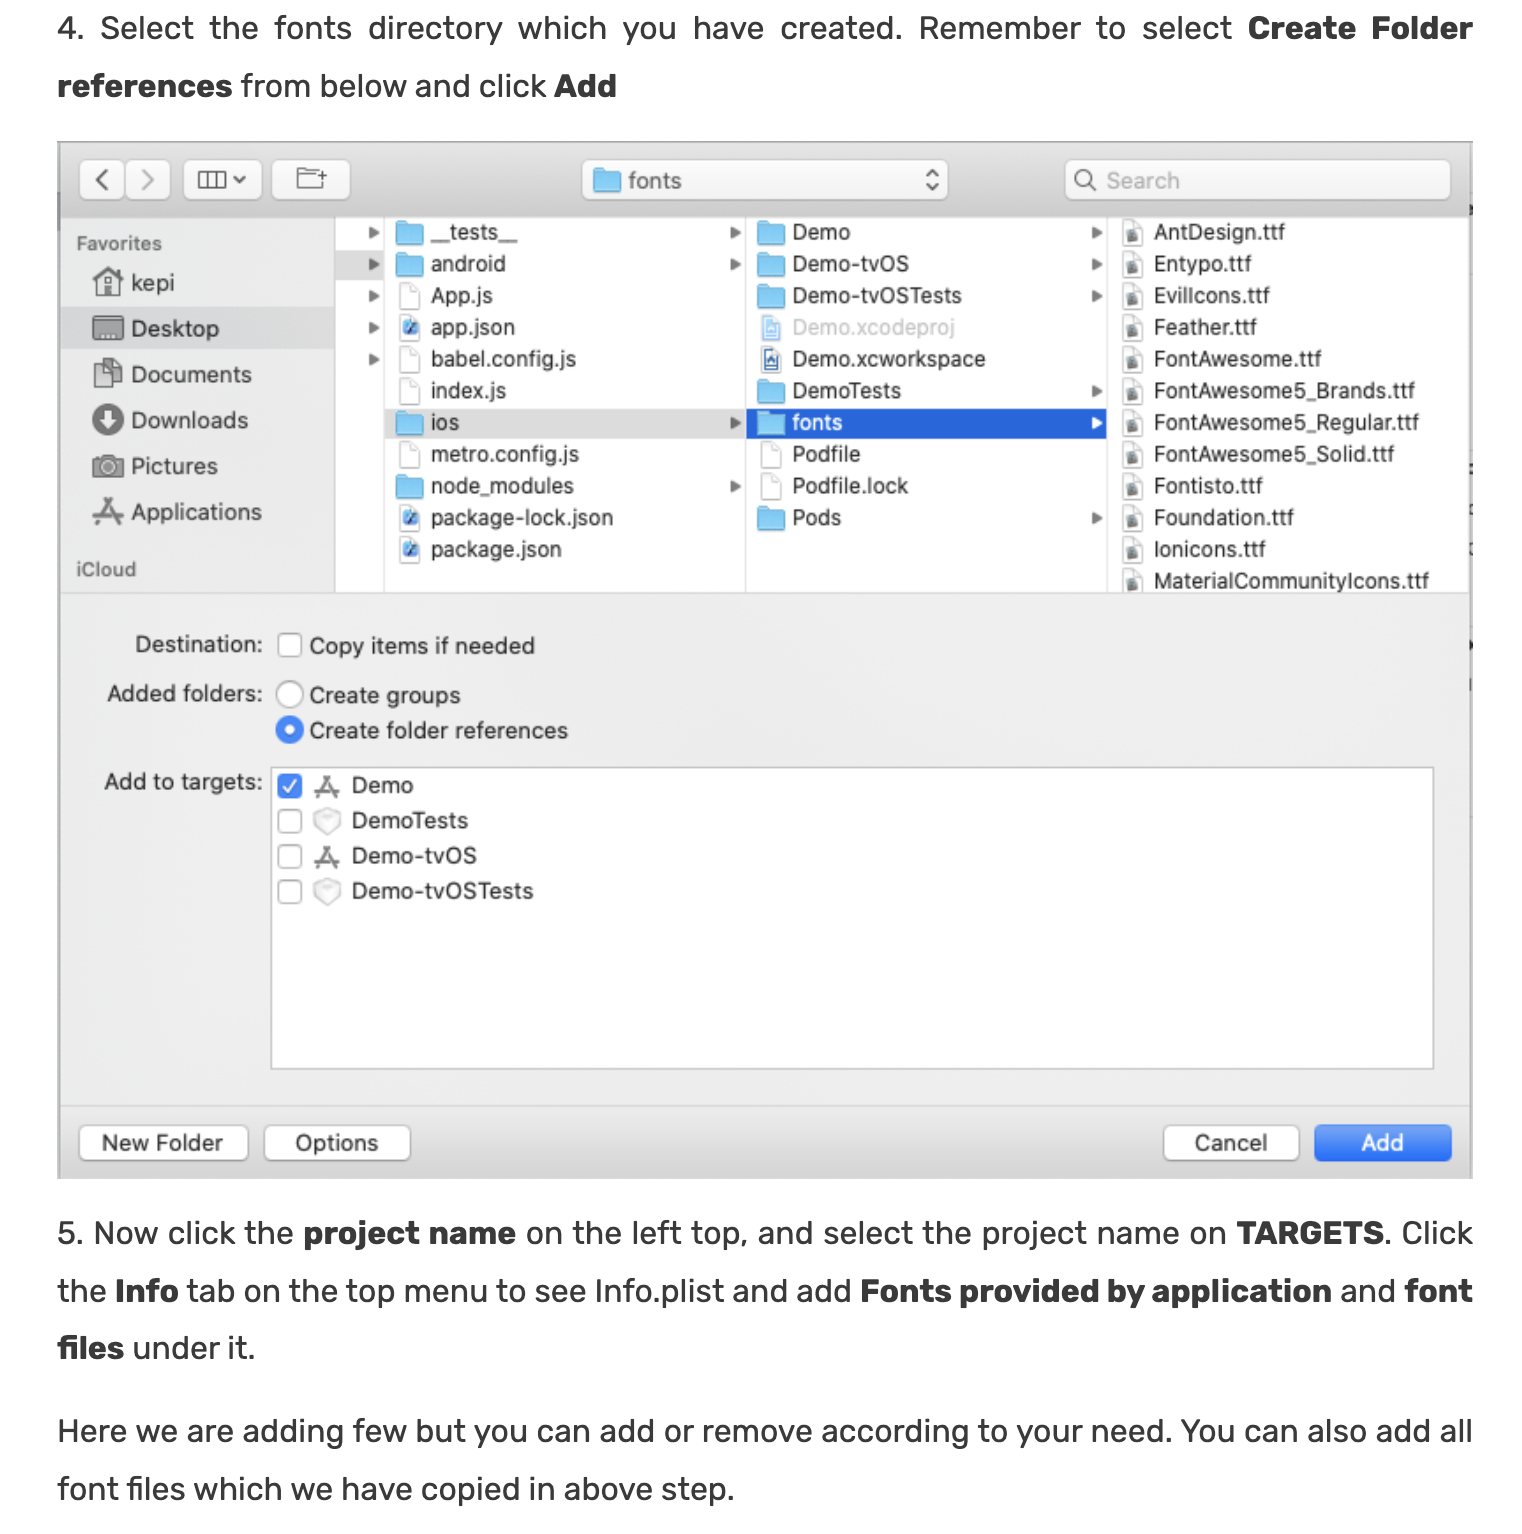 4. Select the fonts directory which you have created. Remember to select Create Folder
references from below and click Add
fonts
Search
Favorites
kepi
Desktop
Documents
Downloads
Pictures
Applications
iCloud
__tests__
android
App.js
app.json
babel.config.js
index.js
ios
metro.config.js
node_modules
package-lock.json
package.json
Demo
Demo-tvOS
Demo-tvOSTests
Demo.xcodeproj
Demo.xcworkspace
DemoTests
fonts
Podfile
Podfile.lock
Pods
AntDesign.ttf
Entypo.ttf
EvilIcons.ttf
Feather.ttf
FontAwesome.ttf
FontAwesome5_Brands.ttf
FontAwesome5_Regular.ttf
FontAwesome5_Solid.ttf
Fontisto.ttf
Foundation.ttf
Ionicons.ttf
MaterialCommunityIcons.ttf
Destination: Copy items if needed
Added folders: Create groups
Create folder references
Add to targets: Demo
DemoTests
Demo-tvOS
Demo-tvOSTests
New Folder Options Cancel Add
5. Now click the project name on the left top, and select the project name on TARGETS. Click
the Info tab on the top menu to see Info.plist and add Fonts provided by application and font
files under it.
Here we are adding few but you can add or remove according to your need. You can also add all
font files which we have copied in above step.